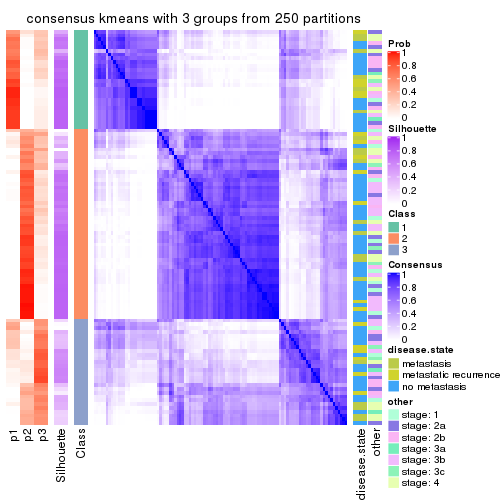 consensus kmeans with 3 groups from 250 partitions
Prob
1
0.8
0.6
0.4
0.2
0
Silhouette
1
0.8
0.6
0.4
0.2
0
Class
1
2
3
Consensus
1
0.8
0.6
0.4
0.2
0
disease.state
metastasis
metastatic recurrence
no metastasis
other
stage: 1
stage: 2a
stage: 2b
stage: 3a
stage: 3b
stage: 3c
stage: 4
p1
p2
p3
Silhouette
Class
disease.state
other